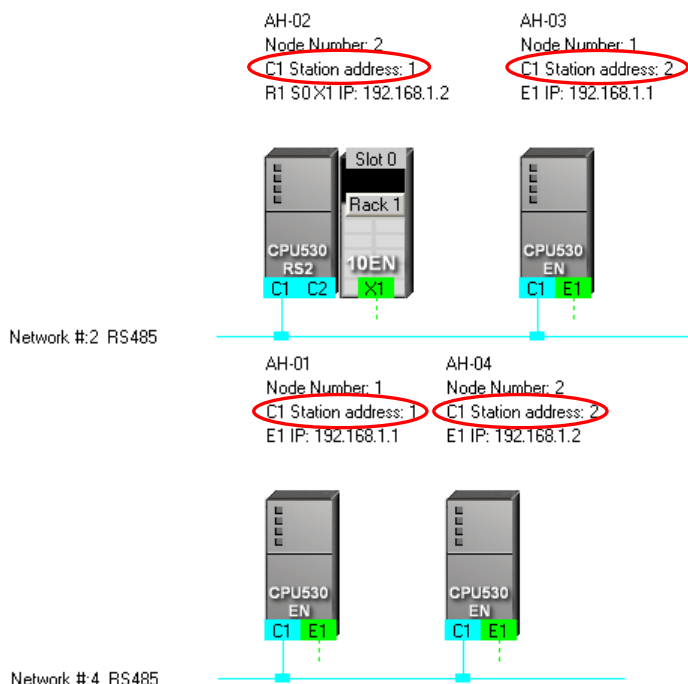 AH-02
Node Number: 2
C1 Station address: 1
R1 S0 X1 IP: 192.168.1.2
AH-03
Node Number: 1
C1 Station address: 2
E1 IP: 192.168.1.1
Slot 0
Rack 1
CPU530
RS2
10EN
C1 C2
X1
CPU530
EN
C1 E1
Network #:2 RS485
AH-01
Node Number: 1
C1 Station address: 1
E1 IP: 192.168.1.1
AH-04
Node Number: 2
C1 Station address: 2
E1 IP: 192.168.1.2
CPU530
EN
C1 E1
CPU530
EN
C1 E1
Network #:4 RS485